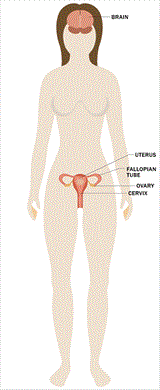 BRAIN
UTERUS
FALLOPIAN
TUBE
OVARY
CERVIX